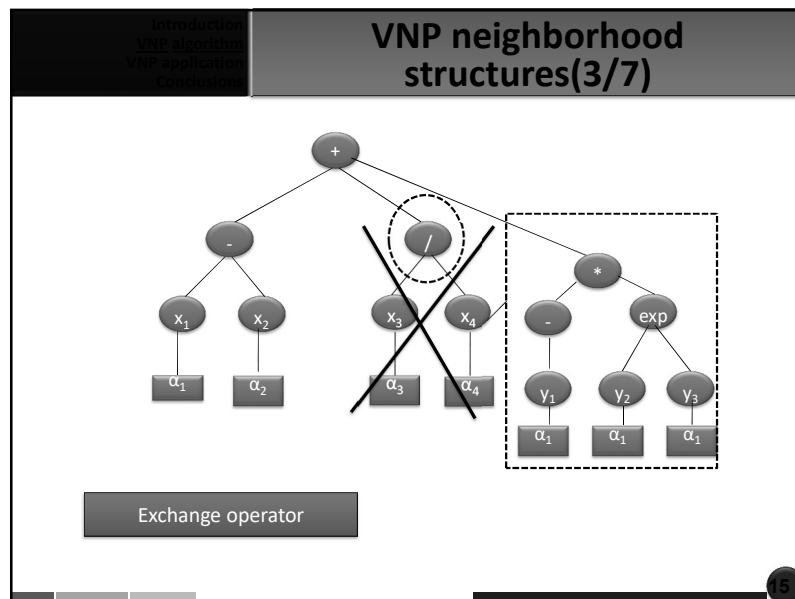 Introduction
VNP algorithm
VNP application
Conclusions
VNP neighborhood
structures(3/7)
+
- / *
x1 x2 x3 x4 - exp
α1 α2 α3 α4 y1 y2 y3
α1 α1 α1
Exchange operator
15